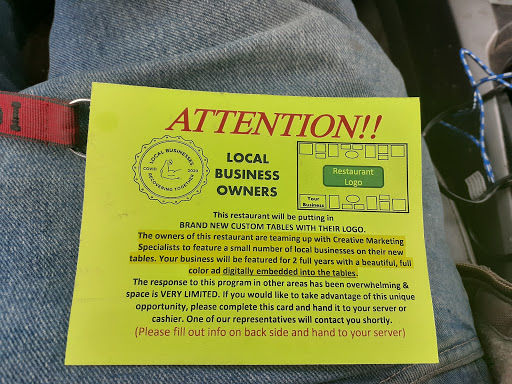 ATTENTION!!
LOCAL BUSINESSES
COVID 2020
RECOVERING TOGETHER
LOCAL
BUSINESS
OWNERS
Restaurant
Logo
Your
Business
This restaurant will be putting in
BRAND NEW CUSTOM TABLES WITH THEIR LOGO.
The owners of this restaurant are teaming up with Creative Marketing
Specialists to feature a small number of local businesses on their new
tables. Your business will be featured for 2 full years with a beautiful, full
color ad digitally embedded into the tables.
The response to this program in other areas has been overwhelming &
space is VERY LIMITED. If you would like to take advantage of this unique
opportunity, please complete this card and hand it to your server or
cashier. One of our representatives will contact you shortly.
(Please fill out info on back side and hand to your server)